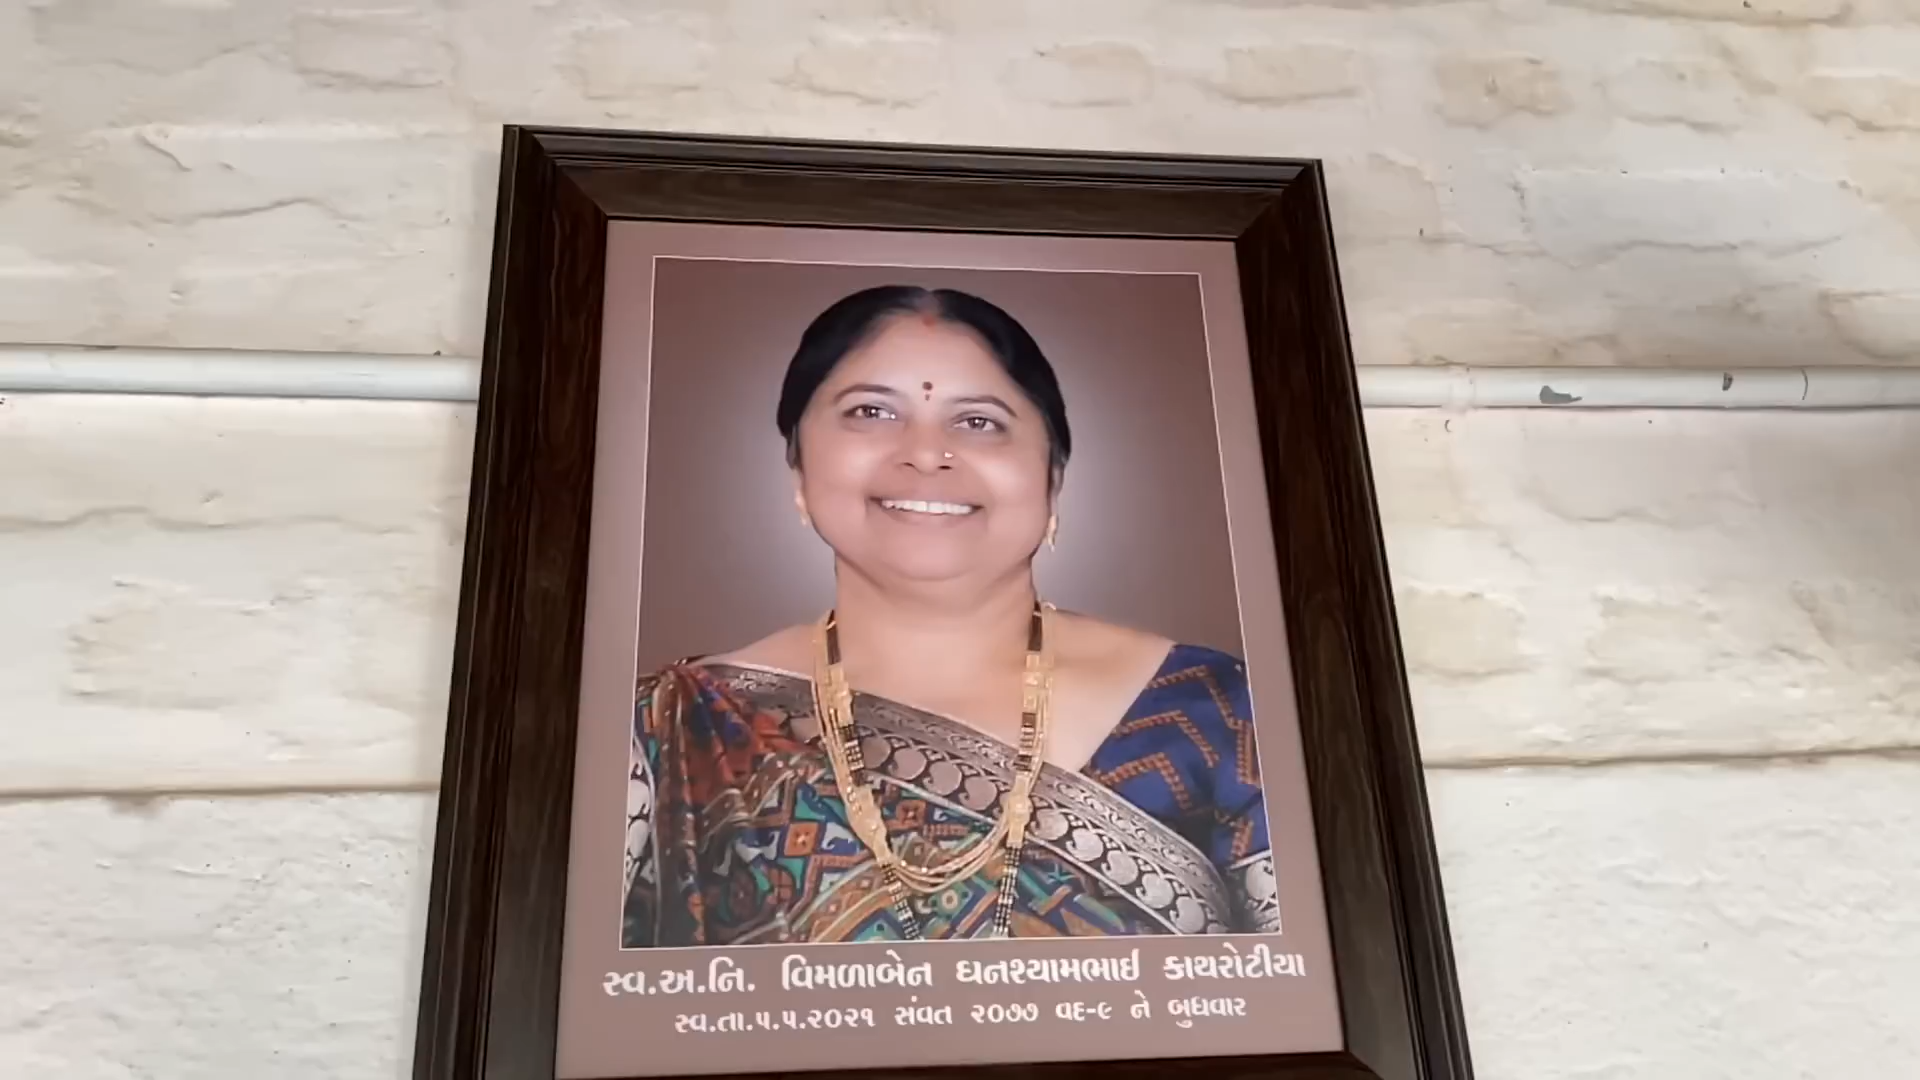 સ્વ.અ.નિ. વિમળાબેન ઘનશ્યામભાઈ કાથરોટીયા
સ્વ.તા.૫.૫.૨૦૨૧ સંવત ૨૦૭૭ વદ-૯ ને બુધવાર